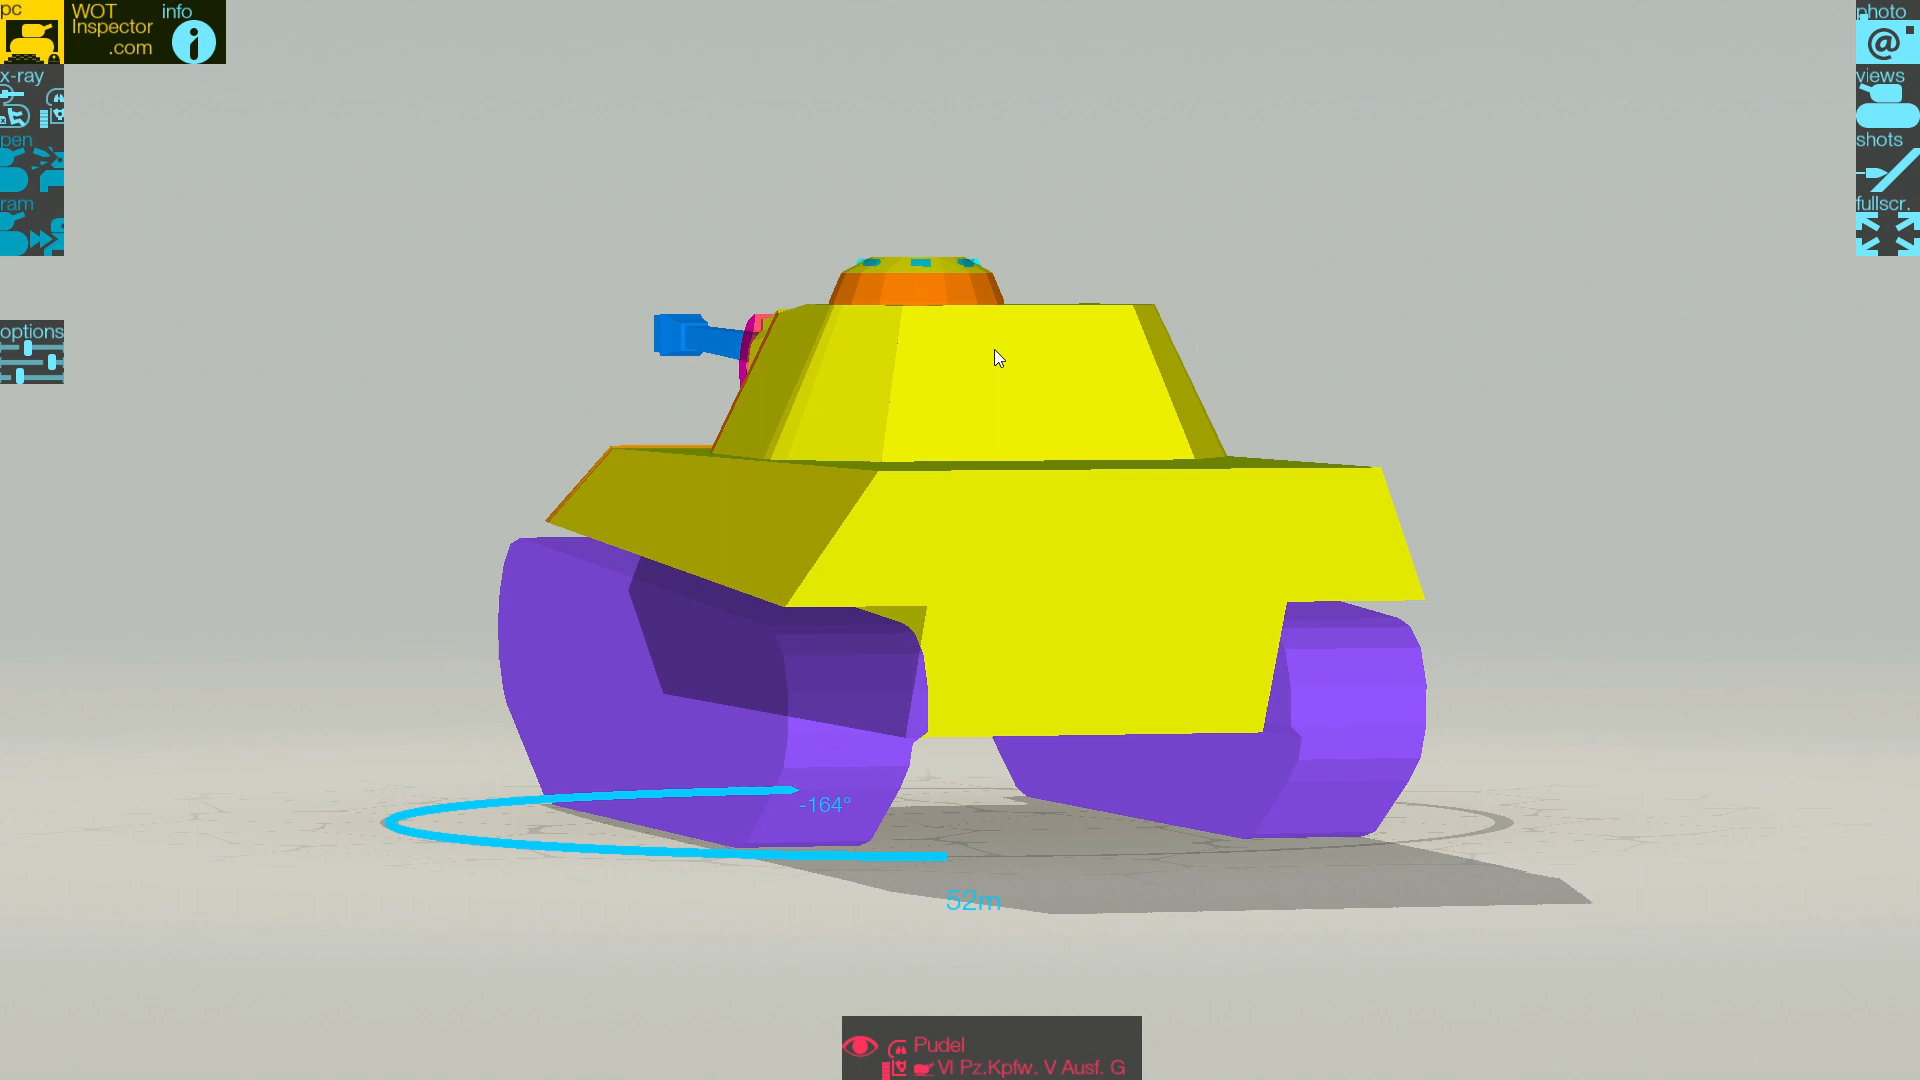 pc
WOT
Inspector
.com
info
x-ray
pen
ram
options
photo
@
views
shots
fullscr.
-164°
52m
Pudel
VI Pz.Kpfw. V Ausf. G